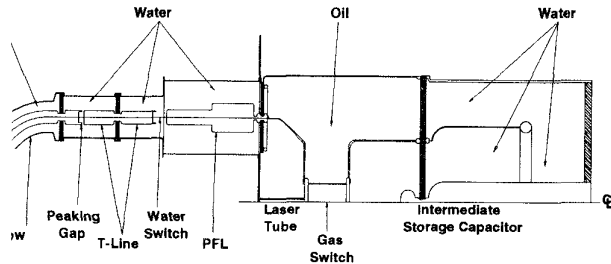 Water
Oil
Water
Peaking
Gap
T-Line
Water
Switch
PFL
Laser
Tube
Gas
Switch
Intermediate
Storage Capacitor